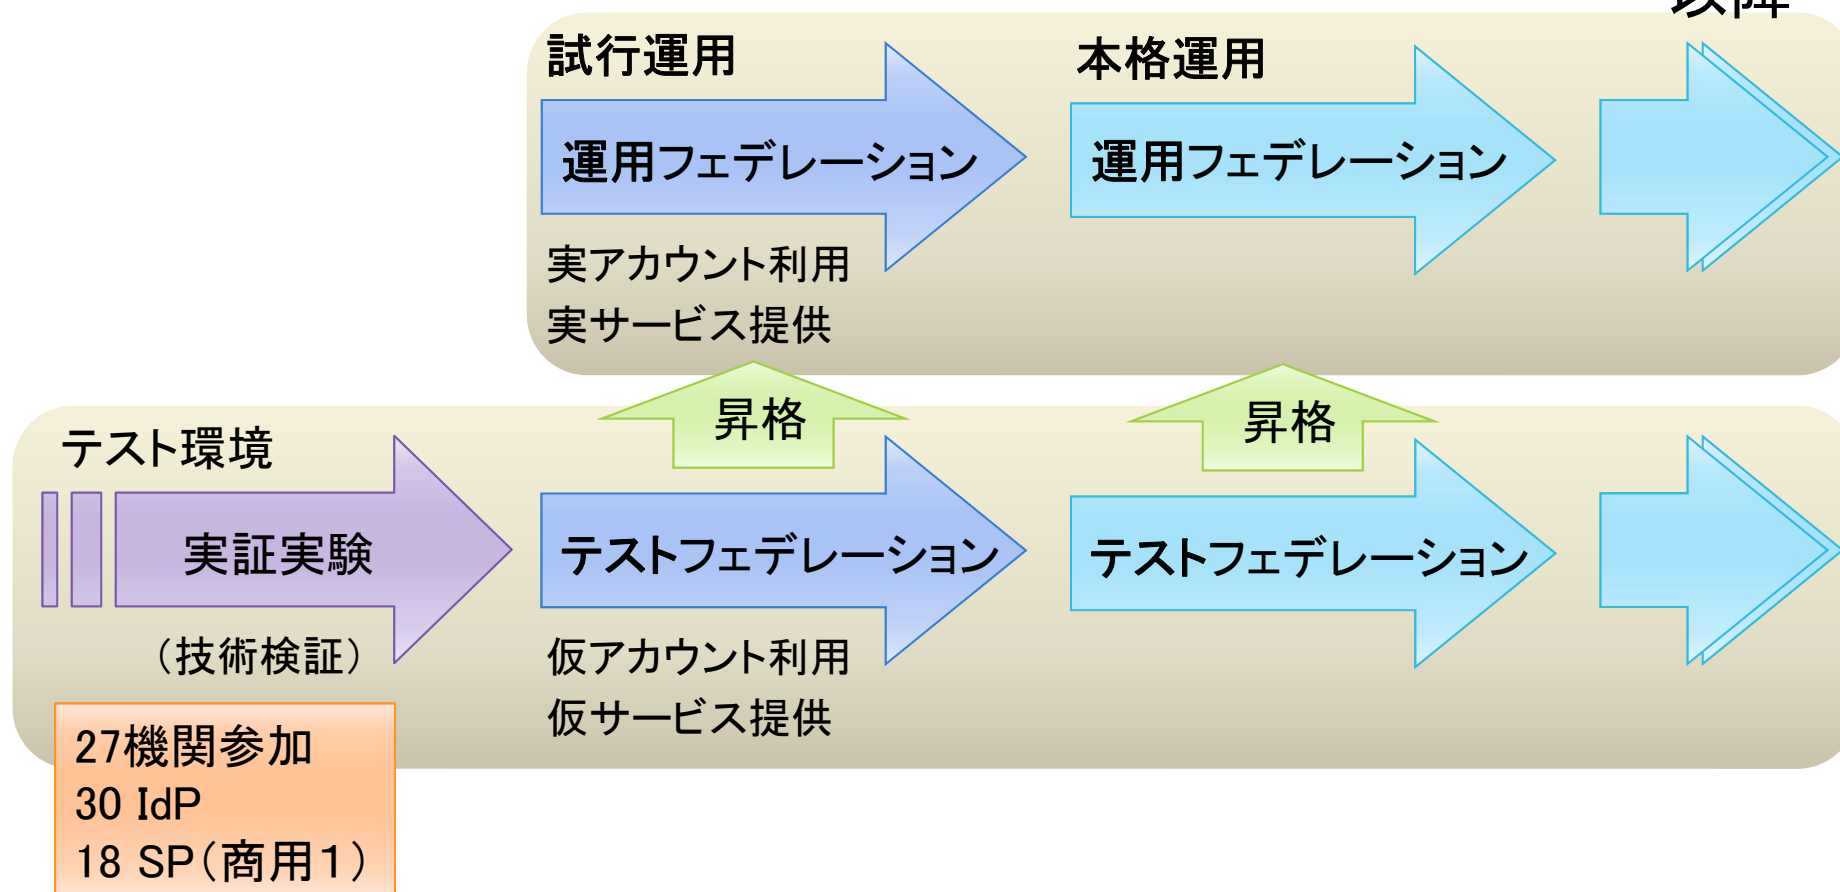 以降
試行運用
本格運用
運用フェデレーション
運用フェデレーション
実アカウント利用
実サービス提供
昇格
昇格
テスト環境
実証実験
テストフェデレーション
テストフェデレーション
（技術検証）
仮アカウント利用
仮サービス提供
27機関参加
30 IdP
18 SP（商用１）